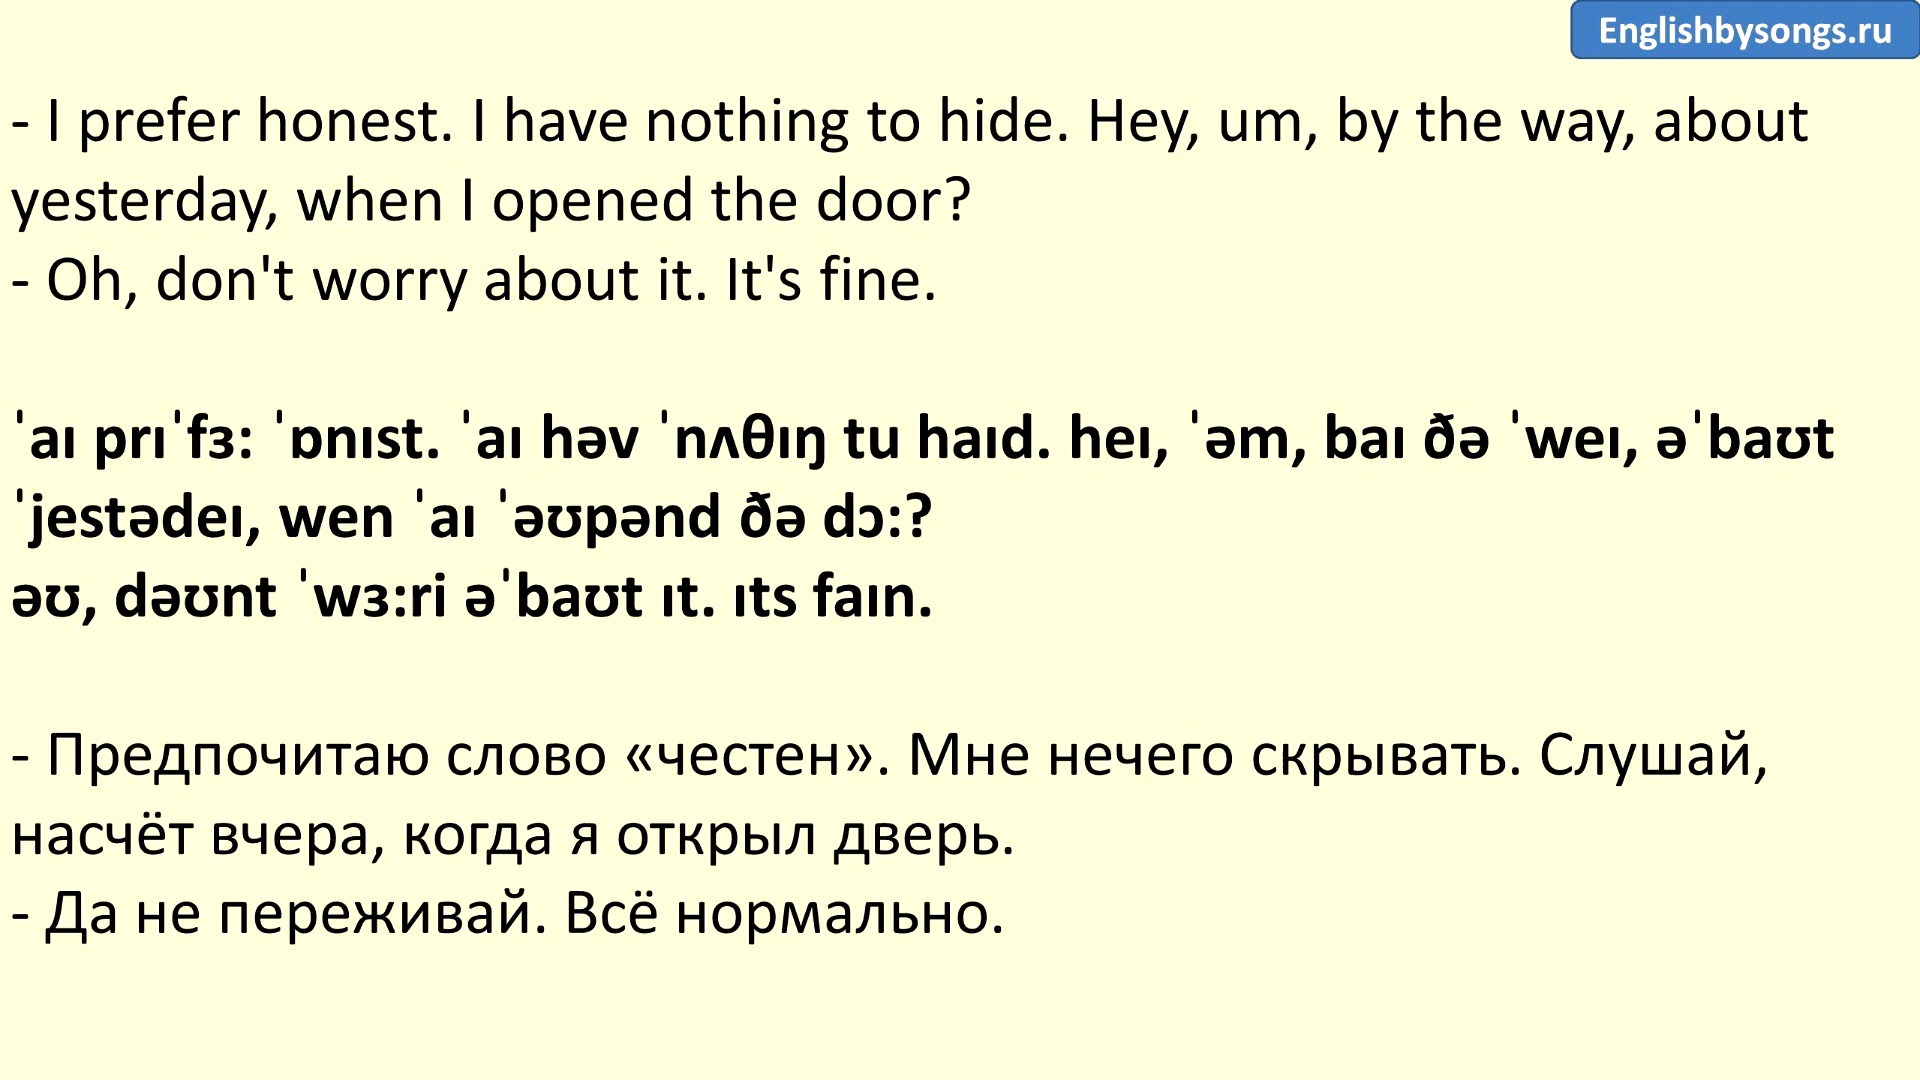 Englishbysongs.ru
- I prefer honest. I have nothing to hide. Hey, um, by the way, about
yesterday, when I opened the door?
- Oh, don't worry about it. It's fine.
ˈaɪ prɪˈfɜ: ˈɒnɪst. ˈaɪ həv ˈnʌθɪŋ tu haɪd. heɪ, ˈəm, baɪ ðə ˈweɪ, əˈbaʊt
ˈjestədeɪ, wen ˈaɪ ˈəʊpənd ðə dɔ:?
əʊ, dəʊnt ˈwɜ:ri əˈbaʊt ɪt. ɪts faɪn.
- Предпочитаю слово «честен». Мне нечего скрывать. Слушай,
насчёт вчера, когда я открыл дверь.
- Да не переживай. Всё нормально.